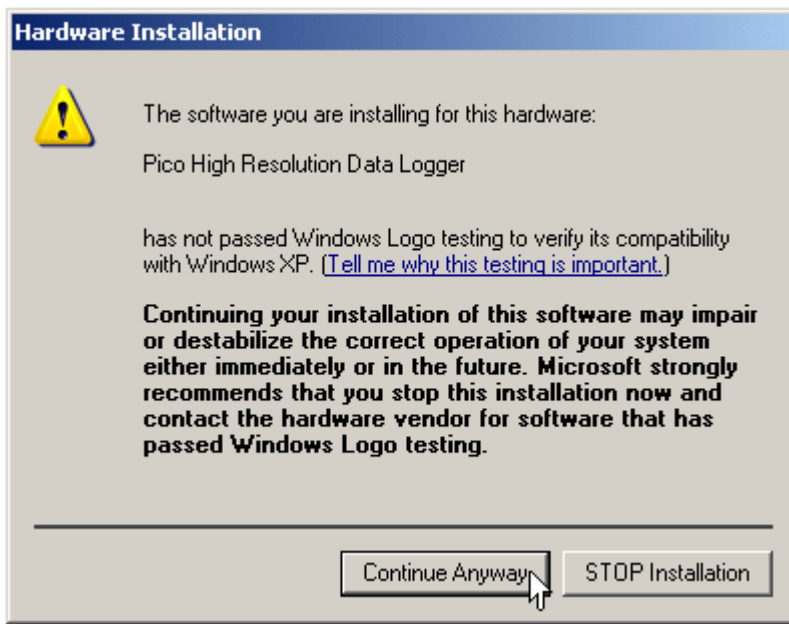 Hardware Installation
The software you are installing for this hardware:
Pico High Resolution Data Logger
has not passed Windows Logo testing to verify its compatibility
with Windows XP. (Tell me why this testing is important.)
Continuing your installation of this software may impair
or destabilize the correct operation of your system
either immediately or in the future. Microsoft strongly
recommends that you stop this installation now and
contact the hardware vendor for software that has
passed Windows Logo testing.
Continue Anyway
STOP Installation